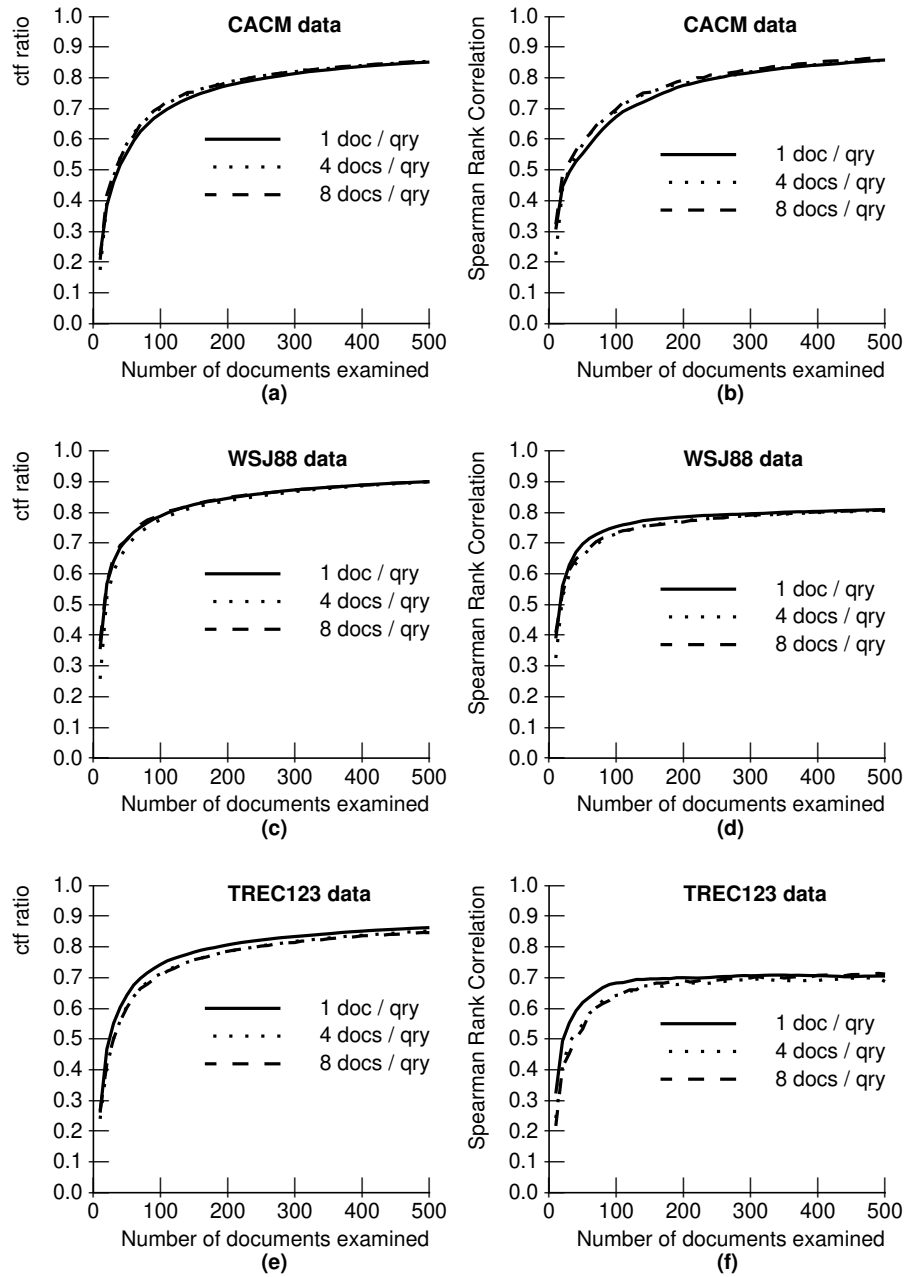 CACM data
ctf ratio
1.0
0.9
0.8
0.7
0.6
0.5
0.4
0.3
0.2
0.1
0.0
1 doc / qry
4 docs / qry
8 docs / qry
0 100 200 300 400 500
Number of documents examined
(a)
CACM data
Spearman Rank Correlation
1.0
0.9
0.8
0.7
0.6
0.5
0.4
0.3
0.2
0.1
0.0
1 doc / qry
4 docs / qry
8 docs / qry
0 100 200 300 400 500
Number of documents examined
(b)
WSJ88 data
ctf ratio
1.0
0.9
0.8
0.7
0.6
0.5
0.4
0.3
0.2
0.1
0.0
1 doc / qry
4 docs / qry
8 docs / qry
0 100 200 300 400 500
Number of documents examined
(c)
WSJ88 data
Spearman Rank Correlation
1.0
0.9
0.8
0.7
0.6
0.5
0.4
0.3
0.2
0.1
0.0
1 doc / qry
4 docs / qry
8 docs / qry
0 100 200 300 400 500
Number of documents examined
(d)
TREC123 data
ctf ratio
1.0
0.9
0.8
0.7
0.6
0.5
0.4
0.3
0.2
0.1
0.0
1 doc / qry
4 docs / qry
8 docs / qry
0 100 200 300 400 500
Number of documents examined
(e)
TREC123 data
Spearman Rank Correlation
1.0
0.9
0.8
0.7
0.6
0.5
0.4
0.3
0.2
0.1
0.0
1 doc / qry
4 docs / qry
8 docs / qry
0 100 200 300 400 500
Number of documents examined
(f)